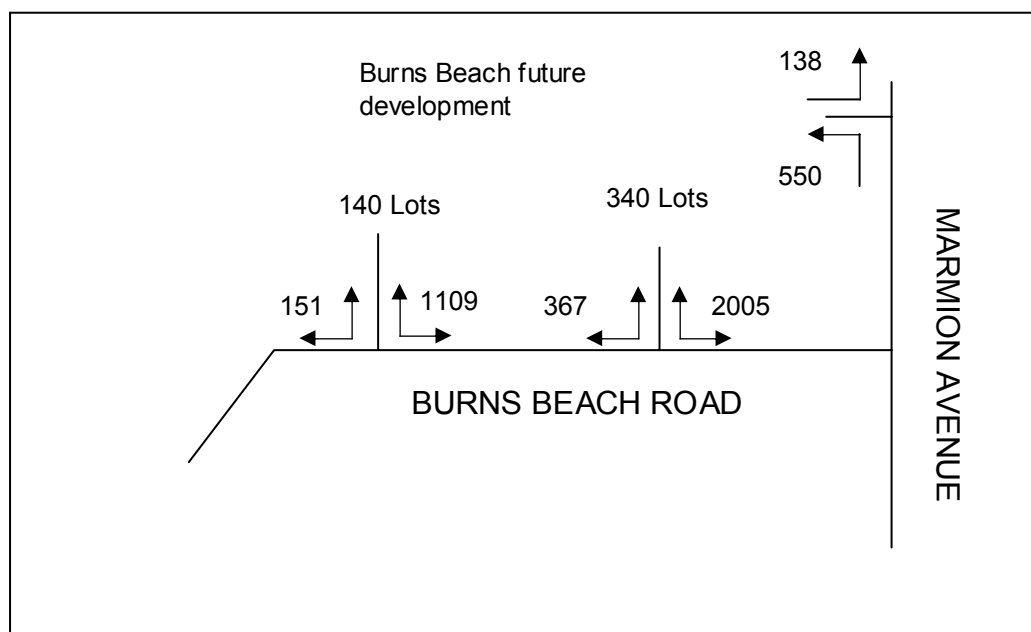 138
Burns Beach future
development
550
140 Lots
340 Lots
MARMION AVENUE
151
1109
367
2005
BURNS BEACH ROAD